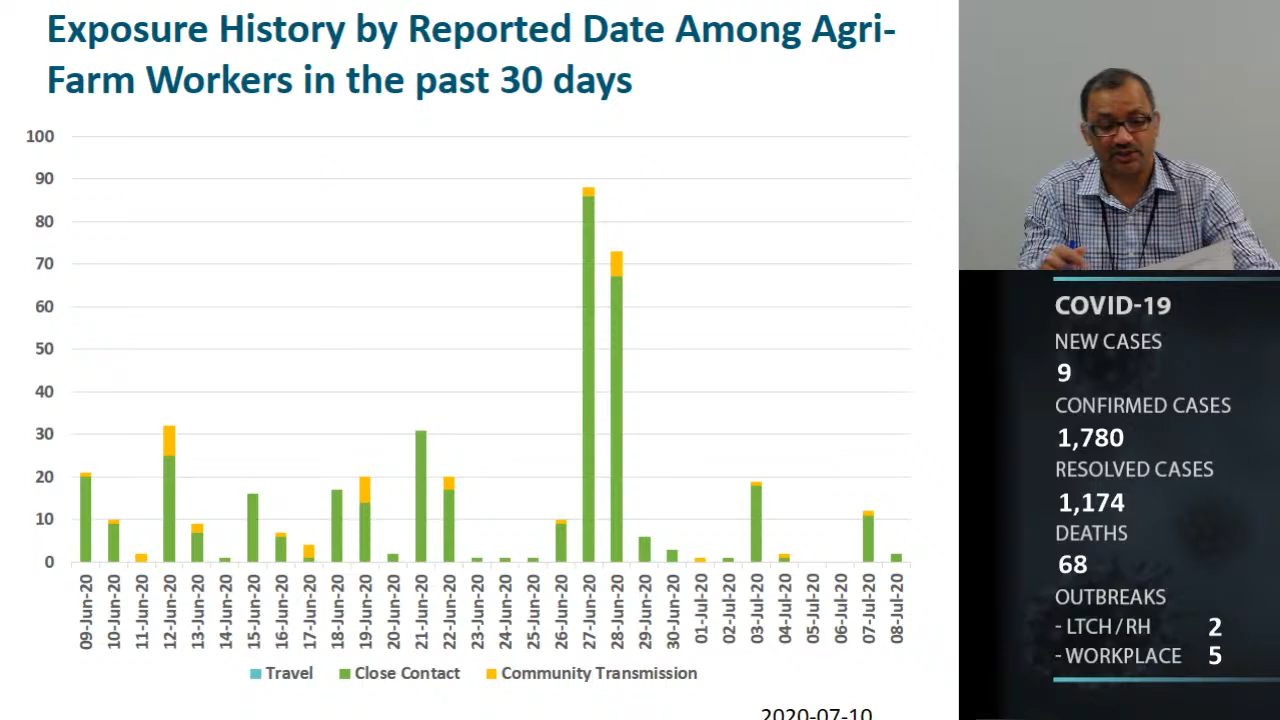 Exposure History by Reported Date Among Agri-
Farm Workers in the past 30 days
100
90
80
70
60
50
40
30
20
10
0
09-Jun-20
10-Jun-20
11-Jun-20
12-Jun-20
13-Jun-20
14-Jun-20
15-Jun-20
16-Jun-20
17-Jun-20
18-Jun-20
19-Jun-20
20-Jun-20
21-Jun-20
22-Jun-20
23-Jun-20
24-Jun-20
25-Jun-20
26-Jun-20
27-Jun-20
28-Jun-20
29-Jun-20
30-Jun-20
01-Jul-20
02-Jul-20
03-Jul-20
04-Jul-20
05-Jul-20
06-Jul-20
07-Jul-20
08-Jul-20
Travel Close Contact Community Transmission
2020-07-10
COVID-19
NEW CASES
9
CONFIRMED CASES
1,780
RESOLVED CASES
1,174
DEATHS
68
OUTBREAKS
- LTCH / RH 2
- WORKPLACE 5